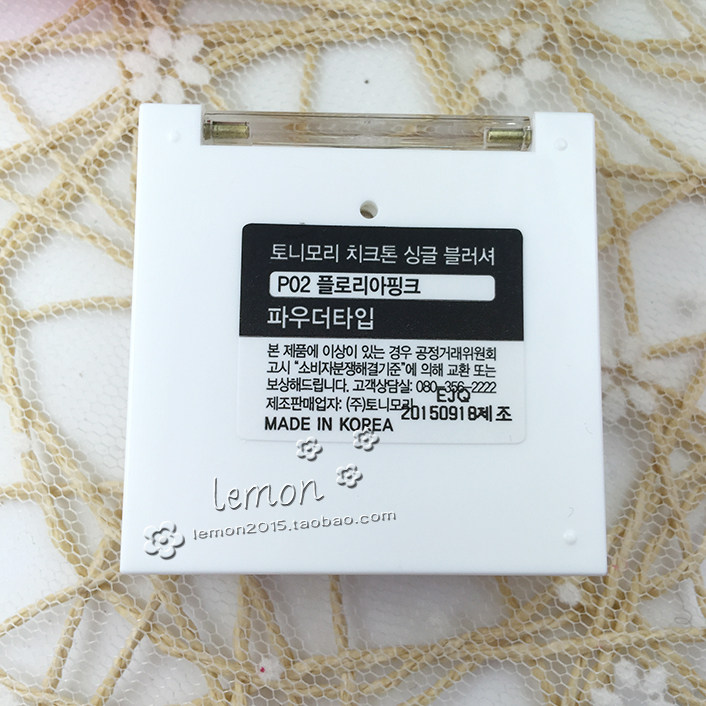 토니모리 치크톤 싱글 블러셔
P02 플로리아핑크
파우더타입
본 제품에 이상이 있는 경우 공정거래위원회
고시 "소비자분쟁해결기준"에 의해 교환 또는
보상해드립니다. 고객상담실: 080-356-2222
제조판매업자: (주)토니모리
EJQ
20150918제조
MADE IN KOREA
lemon
lemon2015.taobao.com